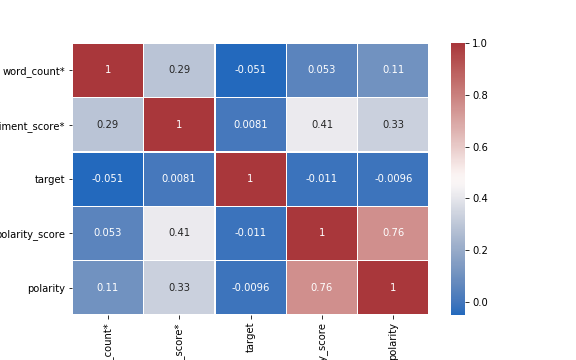 word_count* 1 0.29 -0.051 0.053 0.11
iment_score* 0.29 1 0.0081 0.41 0.33
target -0.051 0.0081 1 -0.011 -0.0096
olarity_score 0.053 0.41 -0.011 1 0.76
polarity 0.11 0.33 -0.0096 0.76 1
_count* _score* target y_score polarity
1.0
0.8
0.6
0.4
0.2
0.0